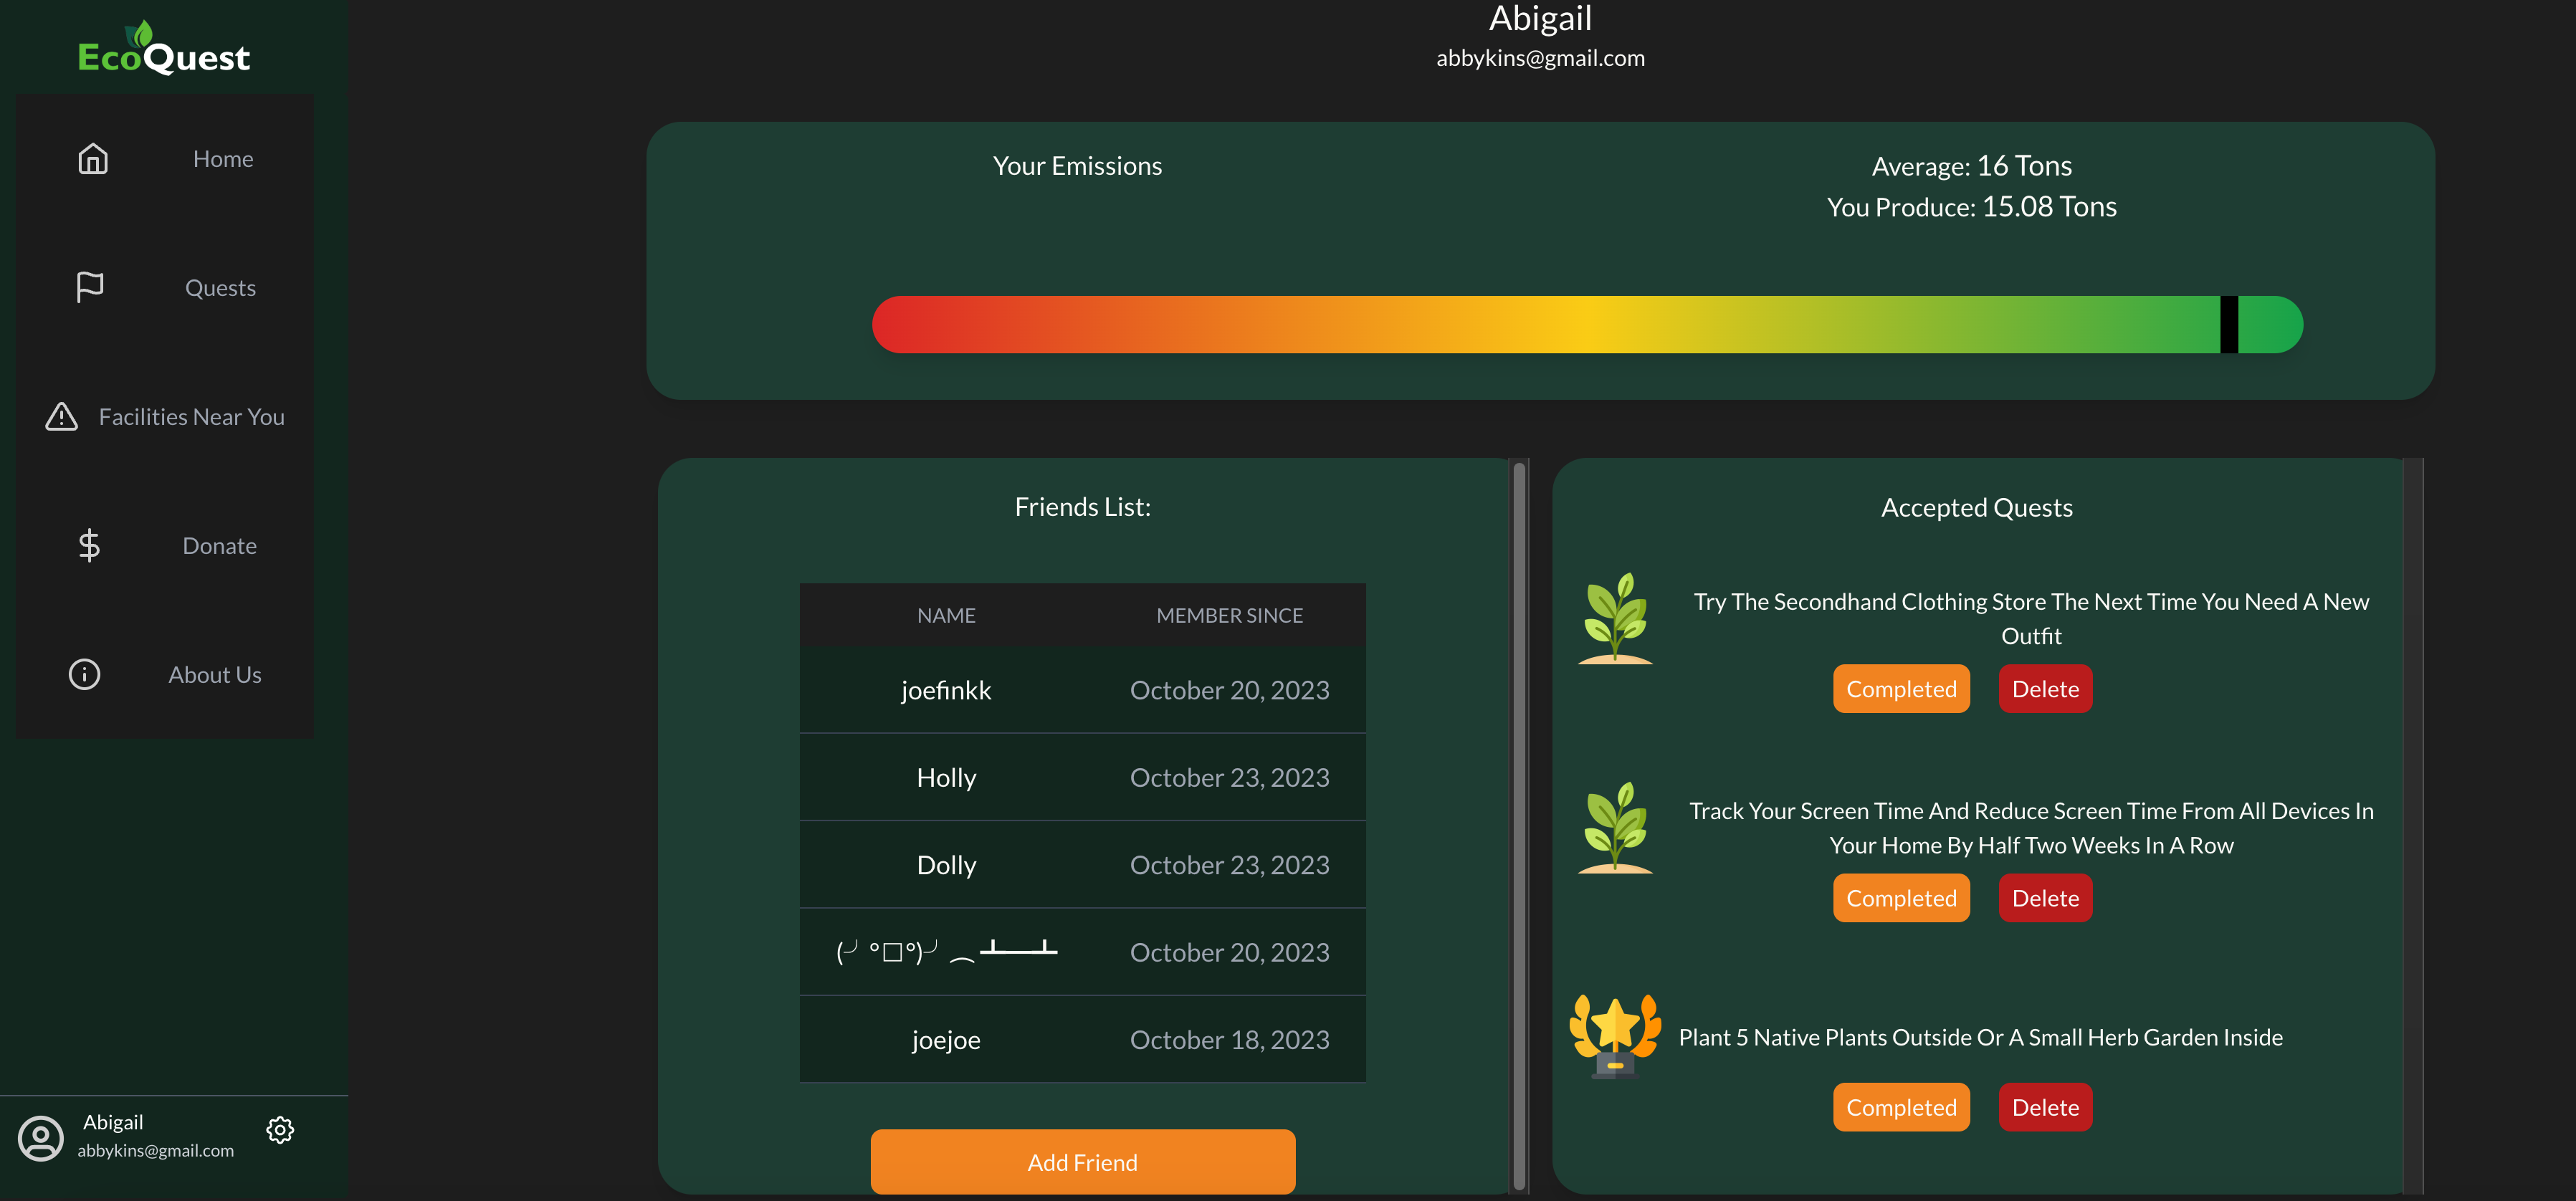 EcoQuest
Home
Quests
Facilities Near You
Donate
About Us
Abigail
abbykins@gmail.com
Abigail
abbykins@gmail.com
Your Emissions
Average: 16 Tons
You Produce: 15.08 Tons
Friends List:
NAME MEMBER SINCE
joefinkk October 20, 2023
Holly October 23, 2023
Dolly October 23, 2023
(╯°□°)╯︵ ┻━┻ October 20, 2023
joejoe October 18, 2023
Add Friend
Accepted Quests
Try The Secondhand Clothing Store The Next Time You Need A New
Outfit
Completed Delete
Track Your Screen Time And Reduce Screen Time From All Devices In
Your Home By Half Two Weeks In A Row
Completed Delete
Plant 5 Native Plants Outside Or A Small Herb Garden Inside
Completed Delete